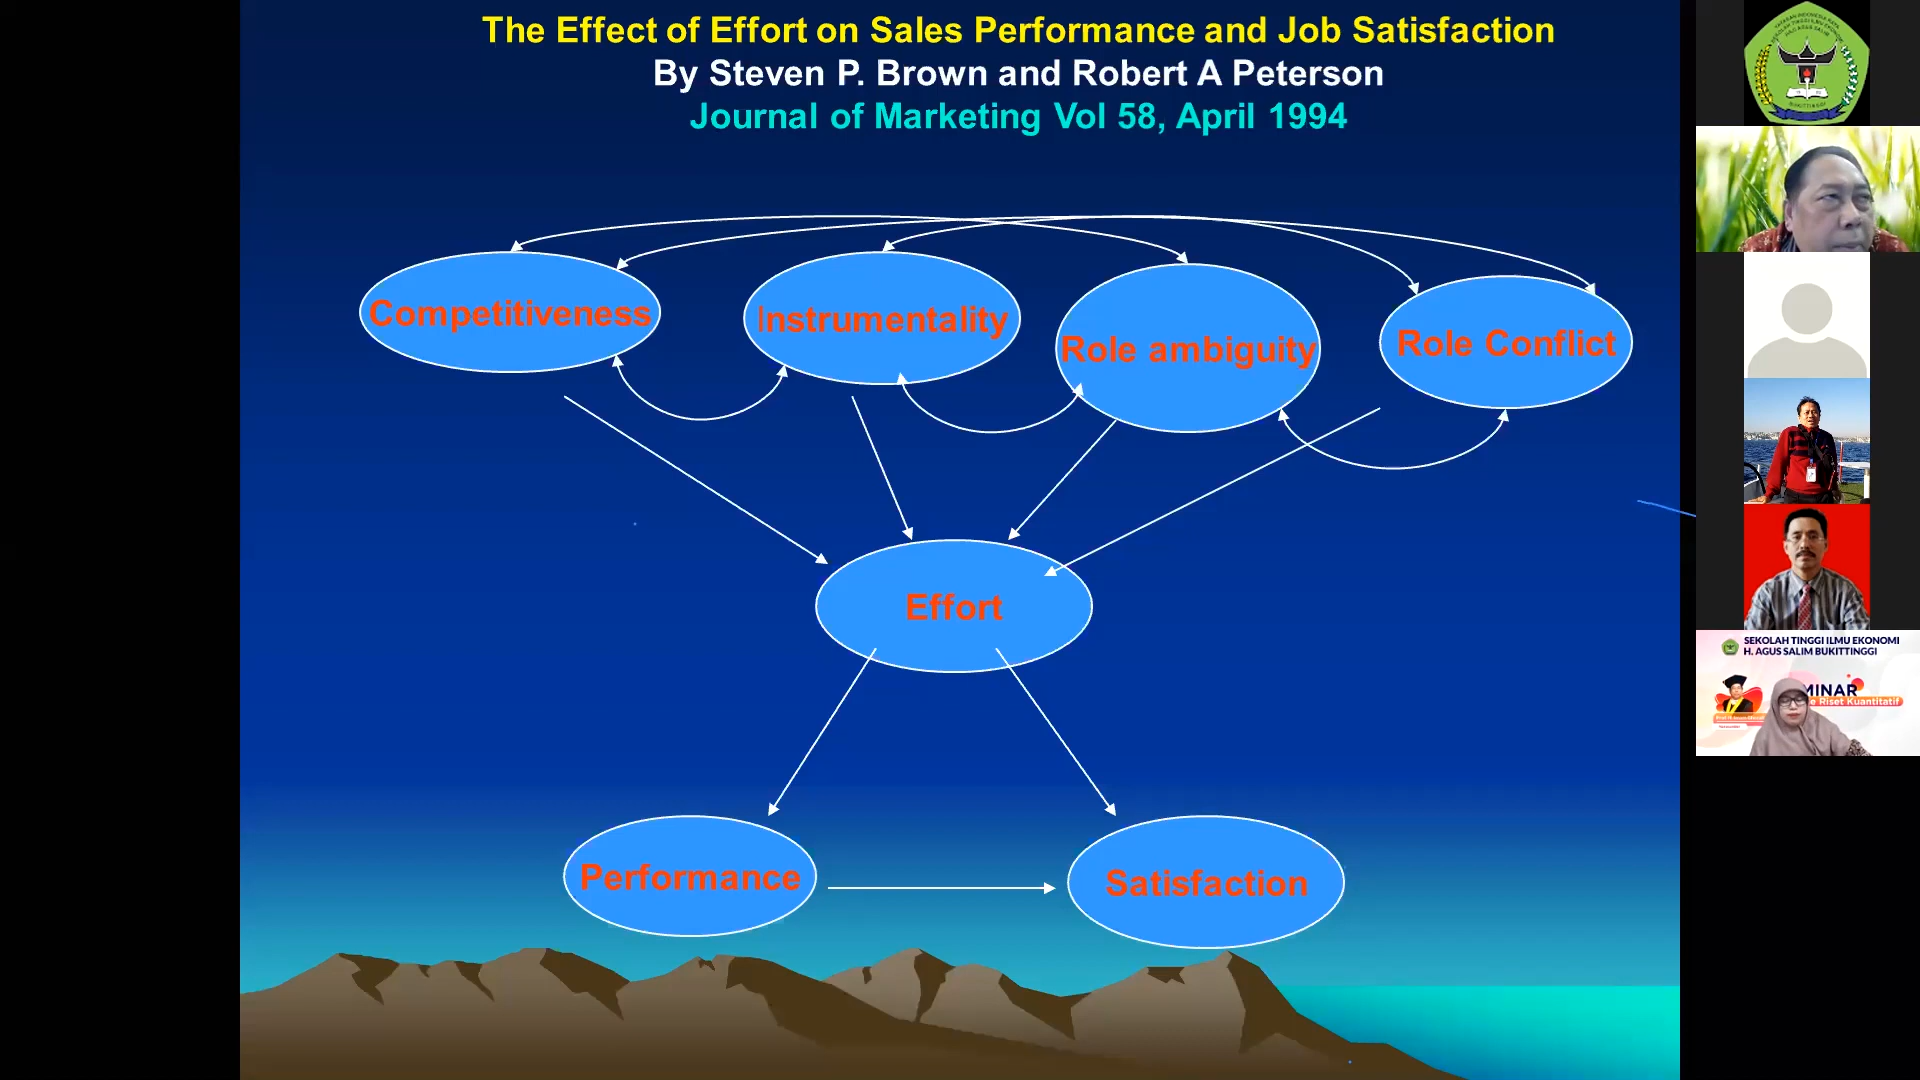 The Effect of Effort on Sales Performance and Job Satisfaction
By Steven P. Brown and Robert A Peterson
Journal of Marketing Vol 58, April 1994
Competitiveness
Instrumentality
Role ambiguity
Role Conflict
Effort
Performance
Satisfaction
BUKITTINGGI
SEKOLAH TINGGI ILMU EKONOMI
H. AGUS SALIM BUKITTINGGI
MINAR
Riset Kuantitatif